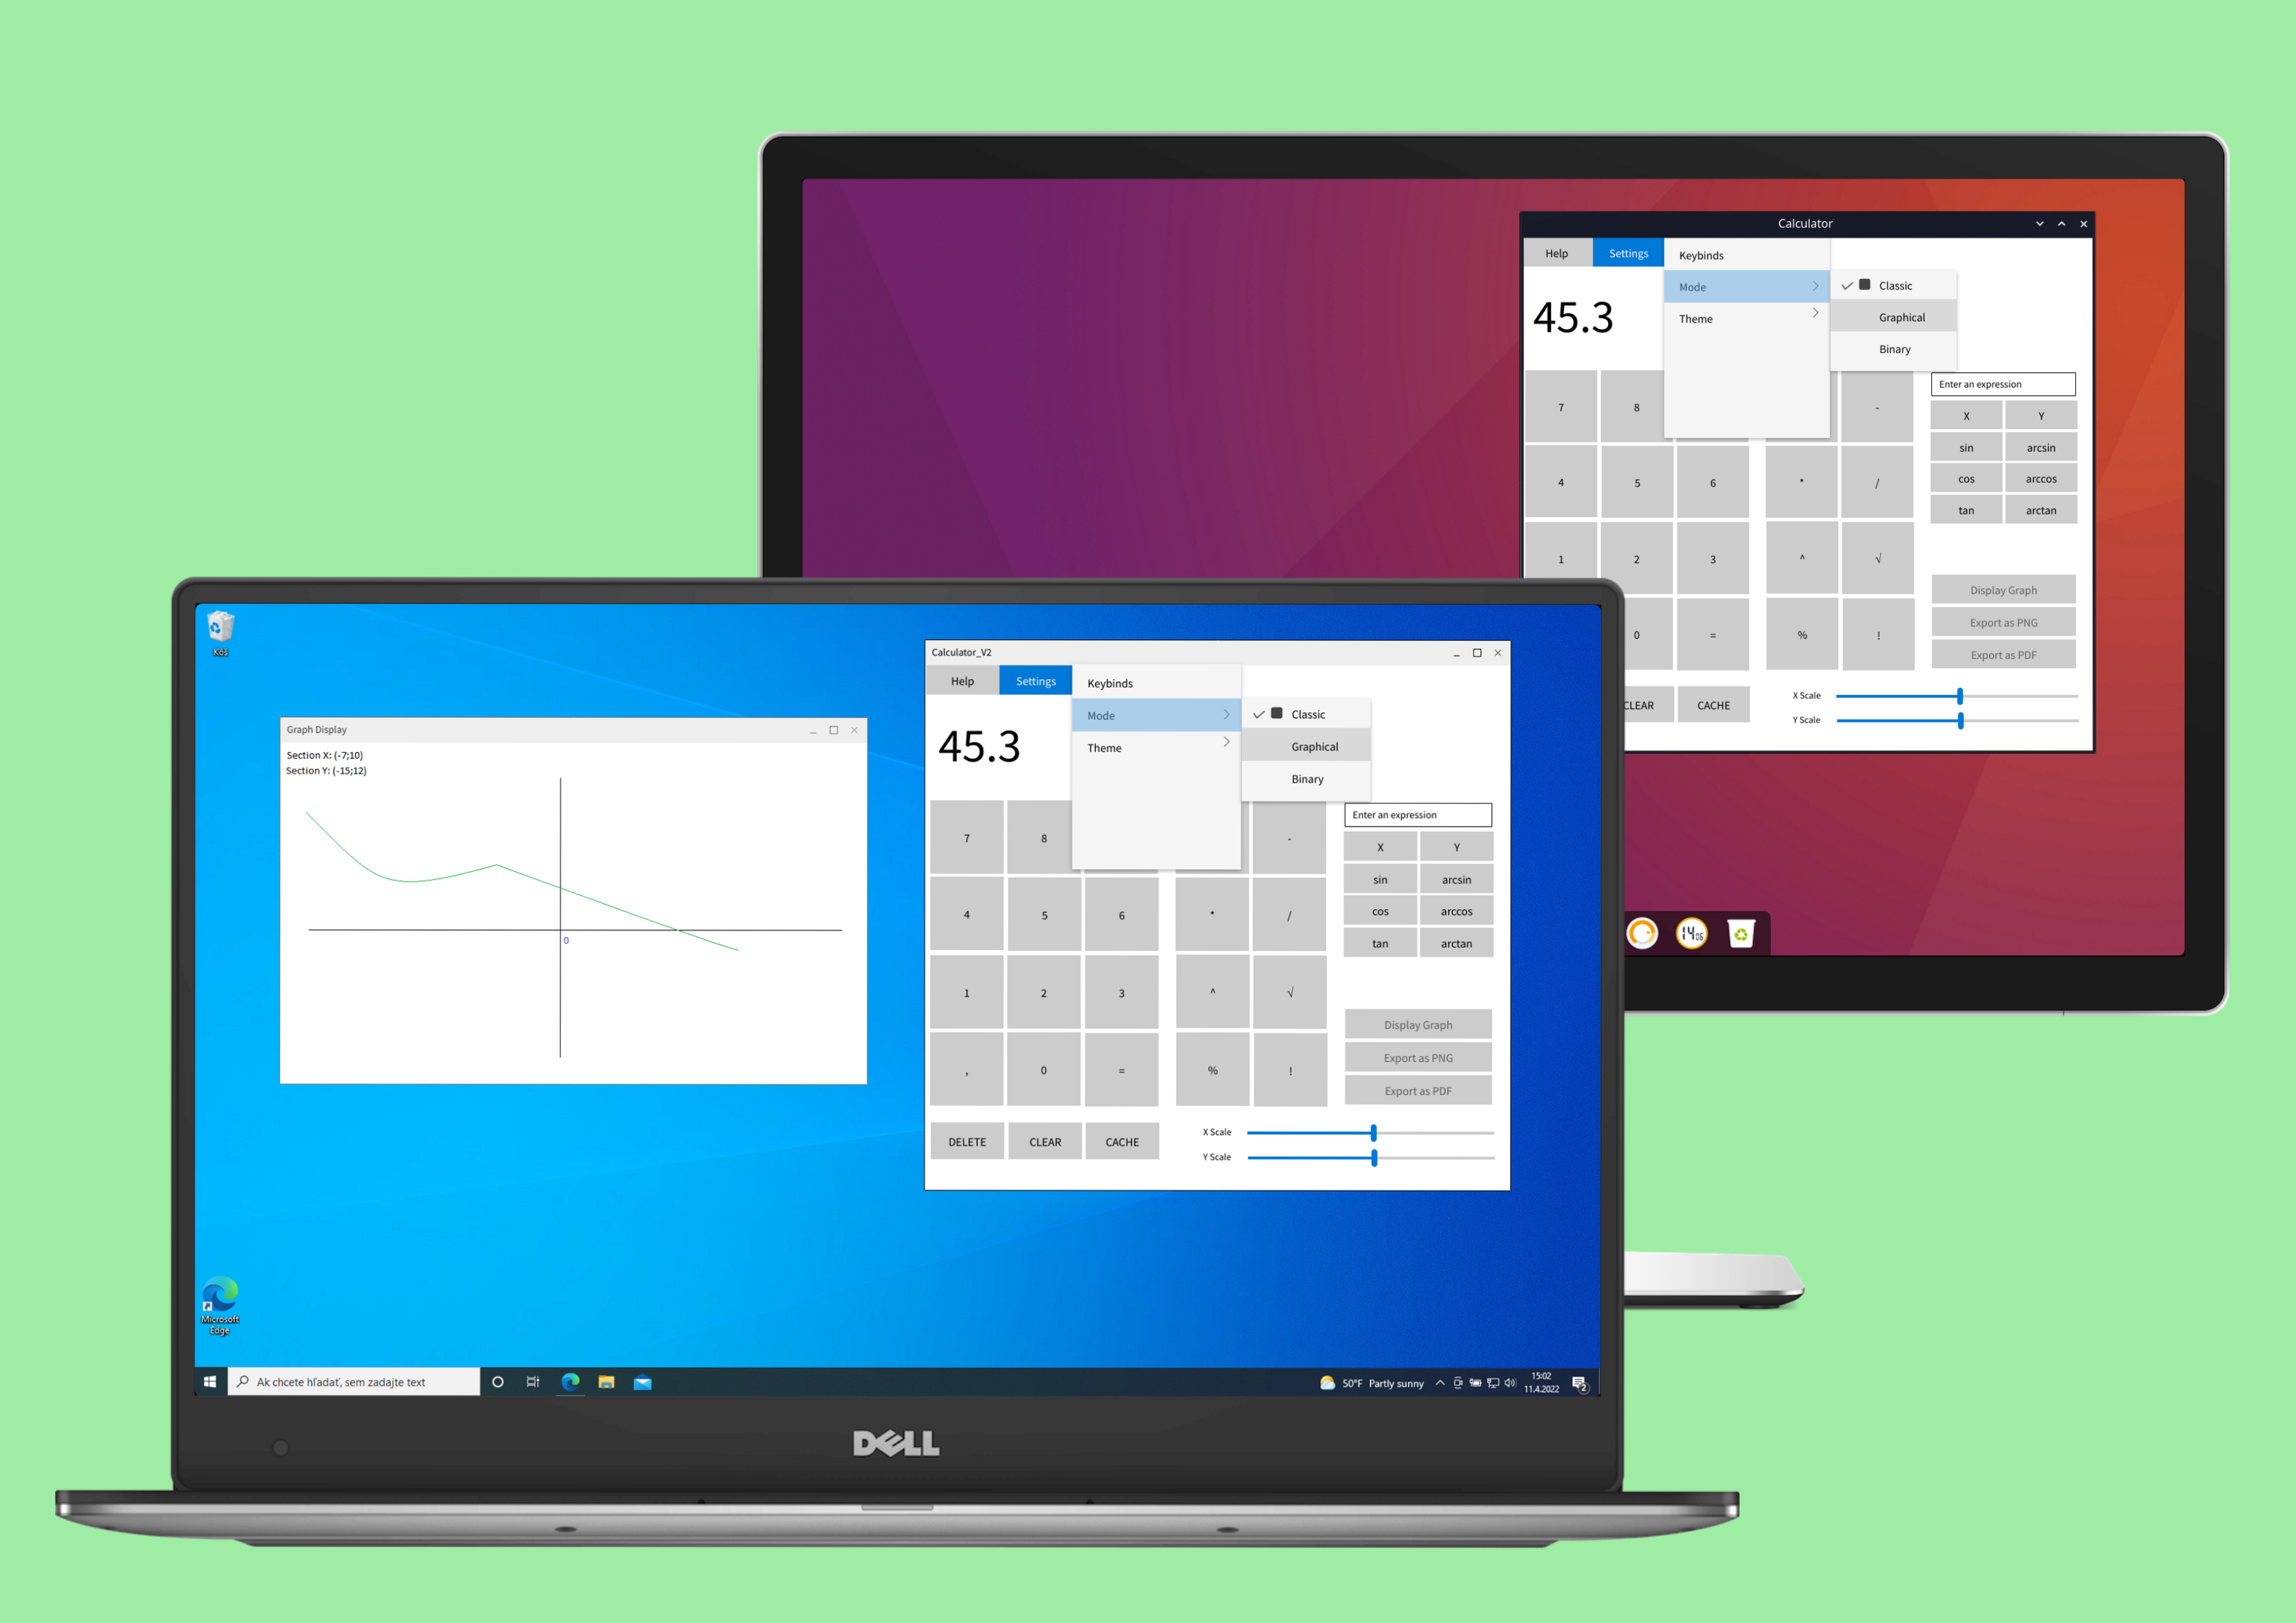 Calculator
Help
Settings
Keybinds
Mode
Theme
Classic
Graphical
Binary
45.3
Enter an expression
7
8
-
X
Y
sin
arcsin
4
5
6
*
/
cos
arccos
tan
arctan
1
2
3
^
√
Display Graph
0
=
%
!
Export as PNG
Export as PDF
CLEAR
CACHE
X Scale
Y Scale
14 06
Kôš
Graph Display
Section X: (-7;10)
Section Y: (-15;12)
0
Calculator_V2
Help
Settings
Keybinds
Mode
Theme
Classic
Graphical
Binary
45.3
Enter an expression
7
8
-
X
Y
sin
arcsin
4
5
6
*
/
cos
arccos
tan
arctan
1
2
3
^
√
Display Graph
,
0
=
%
!
Export as PNG
Export as PDF
DELETE
CLEAR
CACHE
X Scale
Y Scale
Microsoft
Edge
Ak chcete hľadať, sem zadajte text
50°F Partly sunny
15:02
11.4.2022
2
DELL